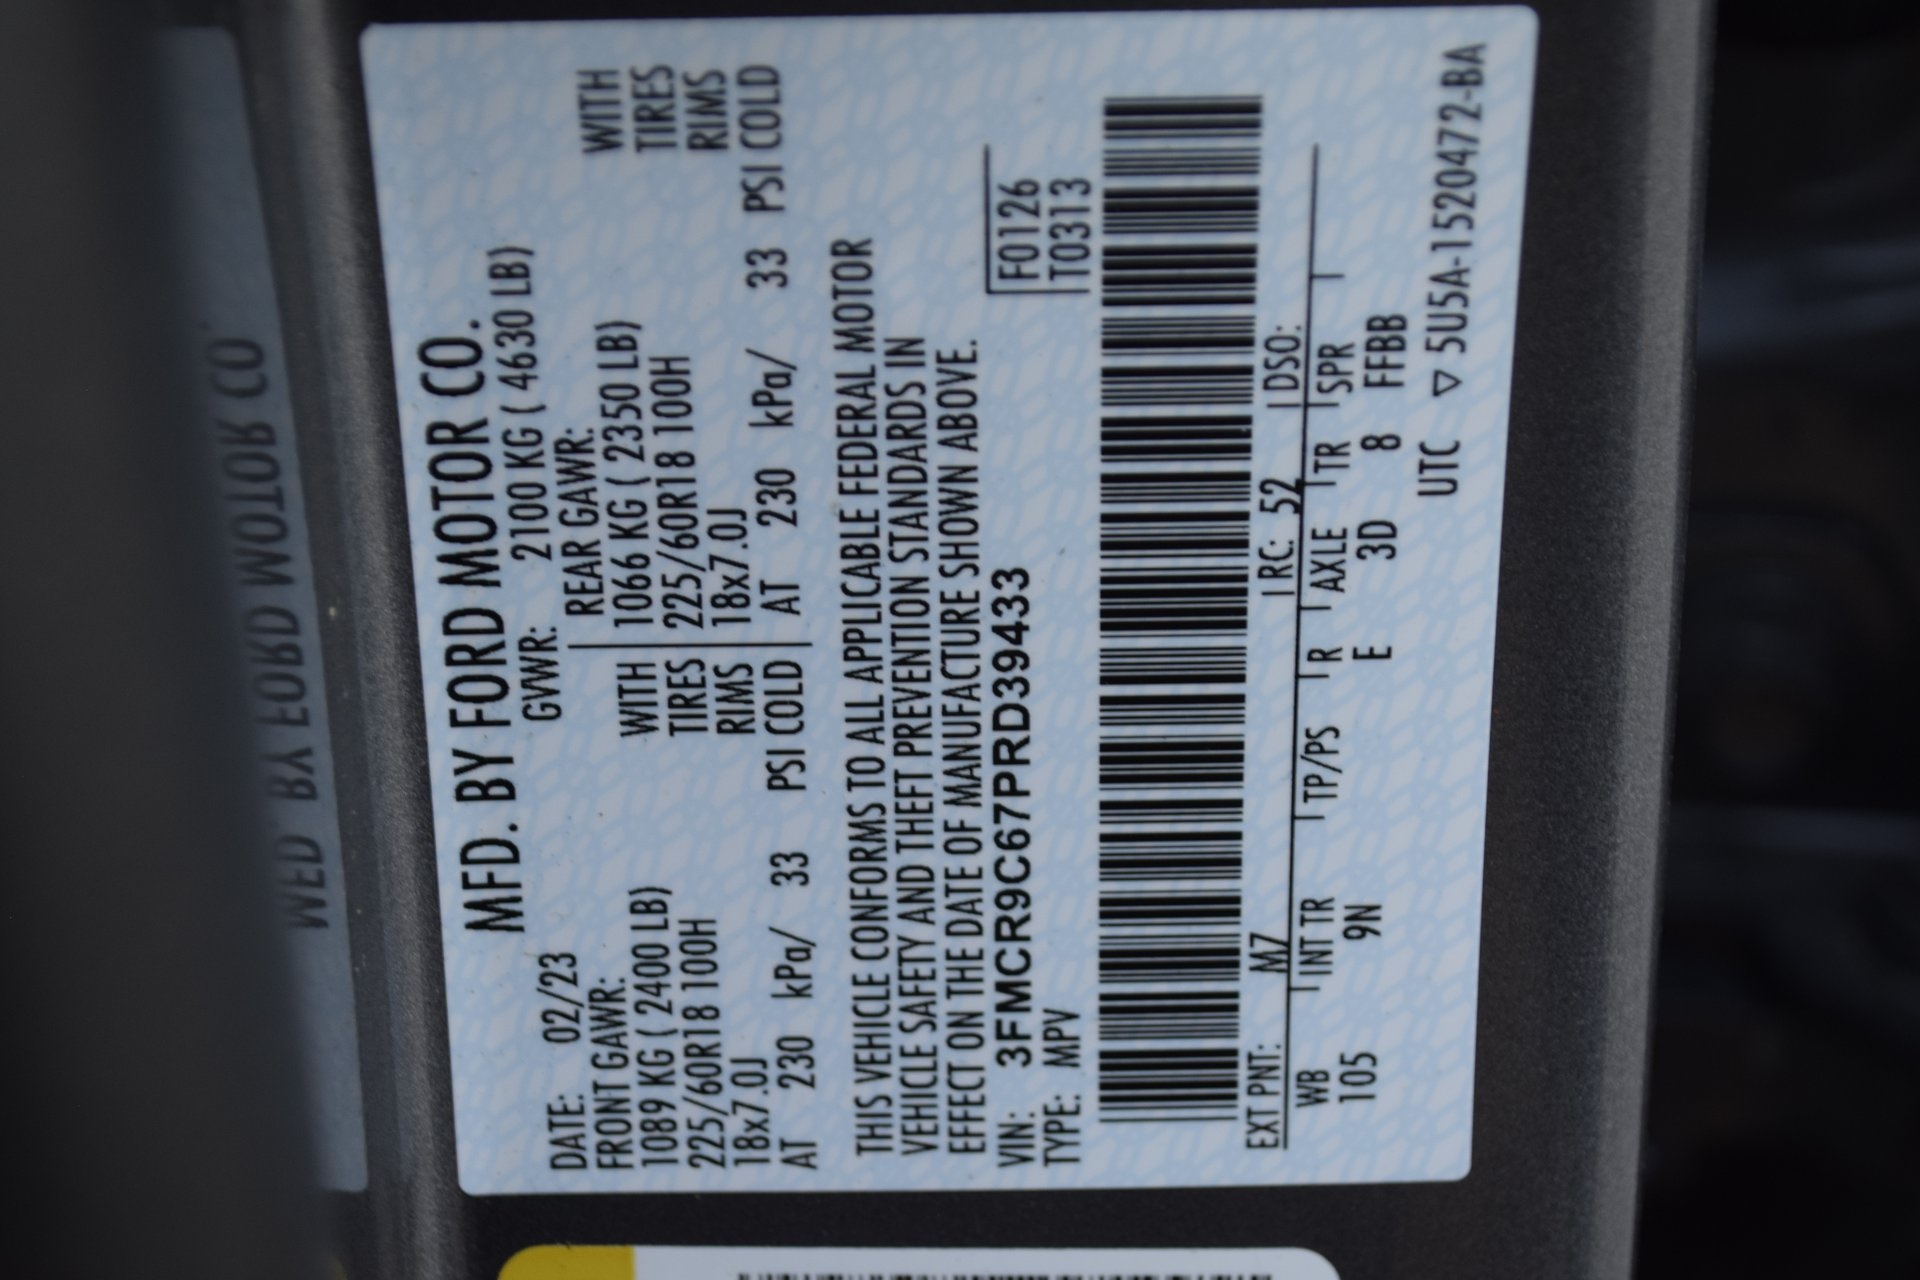 MFD. BY FORD MOTOR CO.
DATE: 02/23 GVWR: 2100 KG ( 4630 LB)
FRONT GAWR: REAR GAWR:
1089 KG ( 2400 LB) WITH 1066 KG ( 2350 LB) WITH
225/60R18 100H TIRES 225/60R18 100H TIRES
18x7.0J RIMS 18x7.0J RIMS
AT 230 kPa/ 33 PSI COLD AT 230 kPa/ 33 PSI COLD
THIS VEHICLE CONFORMS TO ALL APPLICABLE FEDERAL MOTOR
VEHICLE SAFETY AND THEFT PREVENTION STANDARDS IN
EFFECT ON THE DATE OF MANUFACTURE SHOWN ABOVE.
VIN: 3FMCR9C67PRD39433 F0126
TYPE: MPV T0313
EXT PNT: M7 RC: 52 DSO:
WB INT TR TP/PS R AXLE TR SPR
105 9N E 3D 8 FFBB
UTC ▽ 5U5A-1520472-BA
MFD. BY FORD MOTOR CO.